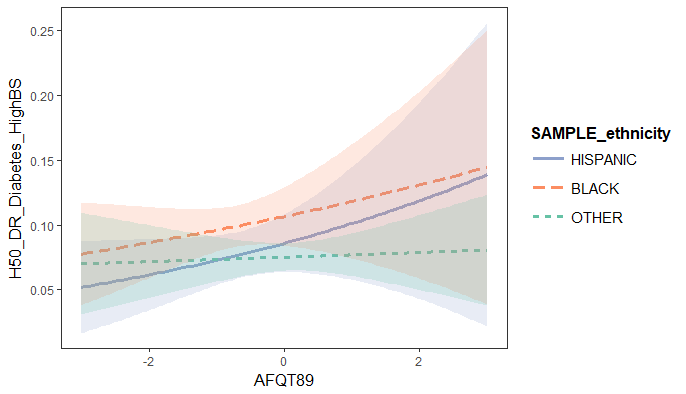 0.25
0.20
0.15
0.10
0.05
H50_DR_Diabetes_HighBS
-2
0
2
AFQT89
SAMPLE_ethnicity
HISPANIC
BLACK
OTHER